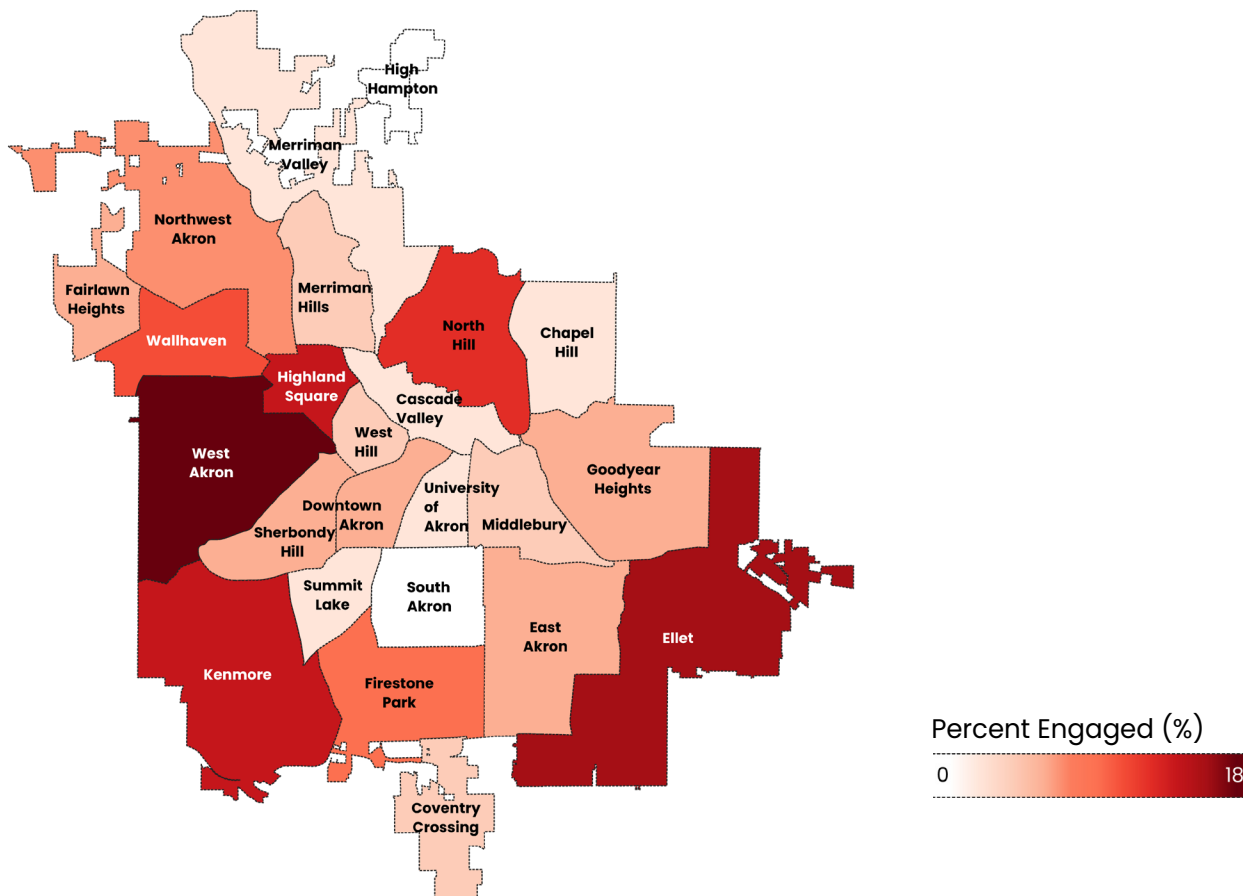 High
Hampton
Merriman
Valley
Northwest
Akron
Fairlawn
Heights
Merriman
Hills
Wallhaven
North
Hill
Chapel
Hill
Highland
Square
Cascade
Valley
West
Hill
West
Akron
Goodyear
Heights
University
of
Akron
Downtown
Akron
Middlebury
Sherbondy
Hill
Summit
Lake
South
Akron
East
Akron
Ellet
Kenmore
Firestone
Park
Coventry
Crossing
Percent Engaged (%)
0
18